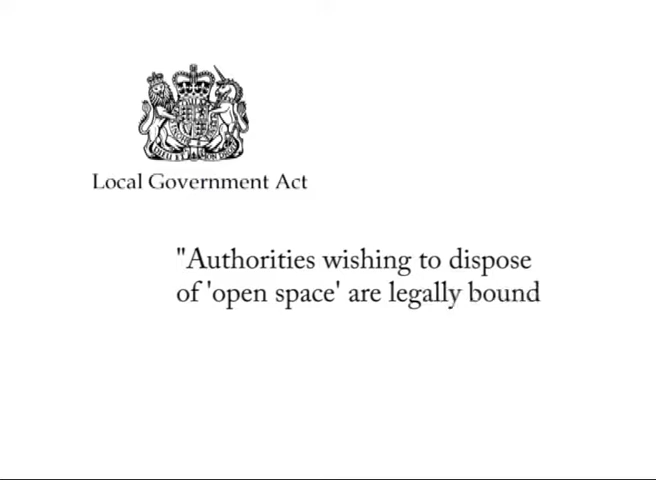 Local Government Act
"Authorities wishing to dispose
of 'open space' are legally bound